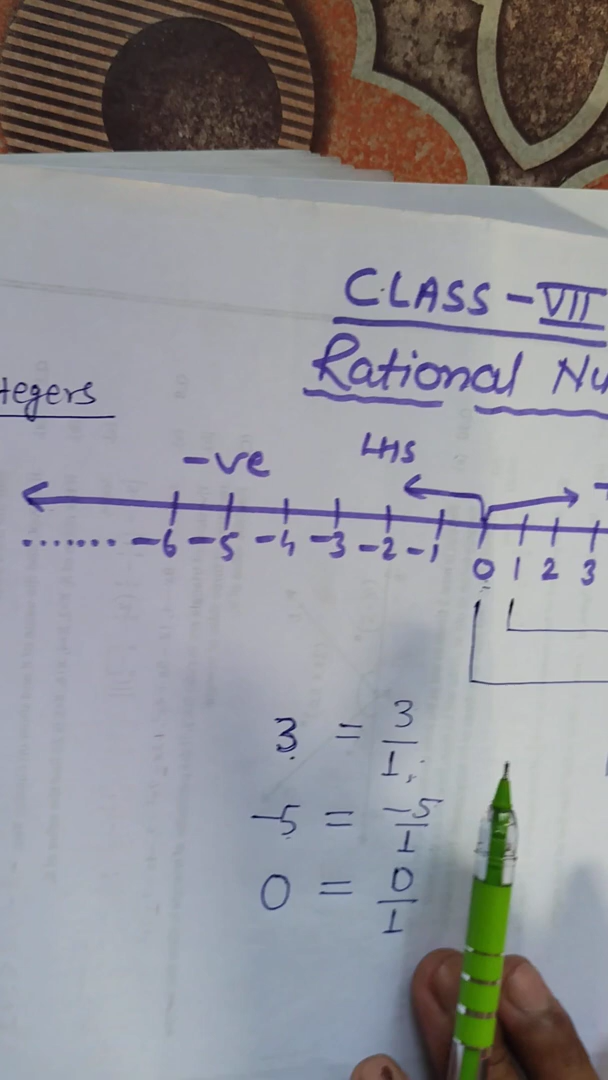 CLASS - VII
Rational Nu
tegers
-ve LHS
....... -6 -5 -4 -3 -2 -1 0 1 2 3
3 = 3/1
-5 = -5/1
0 = 0/1